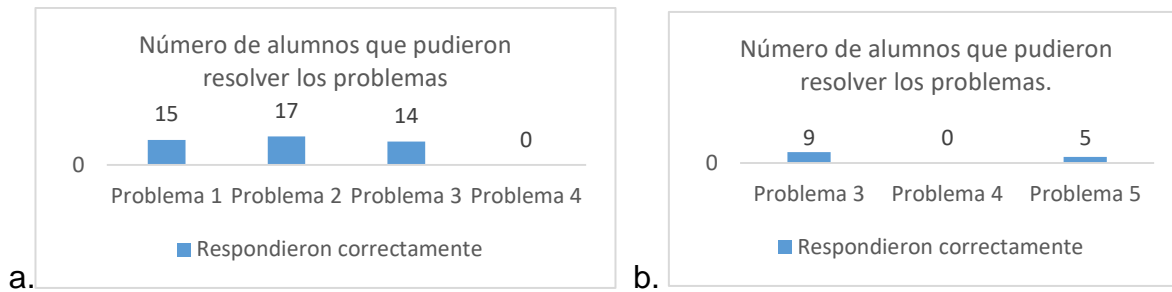 Número de alumnos que pudieron
resolver los problemas
15
17
14
0
0
Problema 1 Problema 2 Problema 3 Problema 4
Respondieron correctamente
a.
Número de alumnos que pudieron
resolver los problemas.
9
0
5
0
Problema 3 Problema 4 Problema 5
Respondieron correctamente
b.